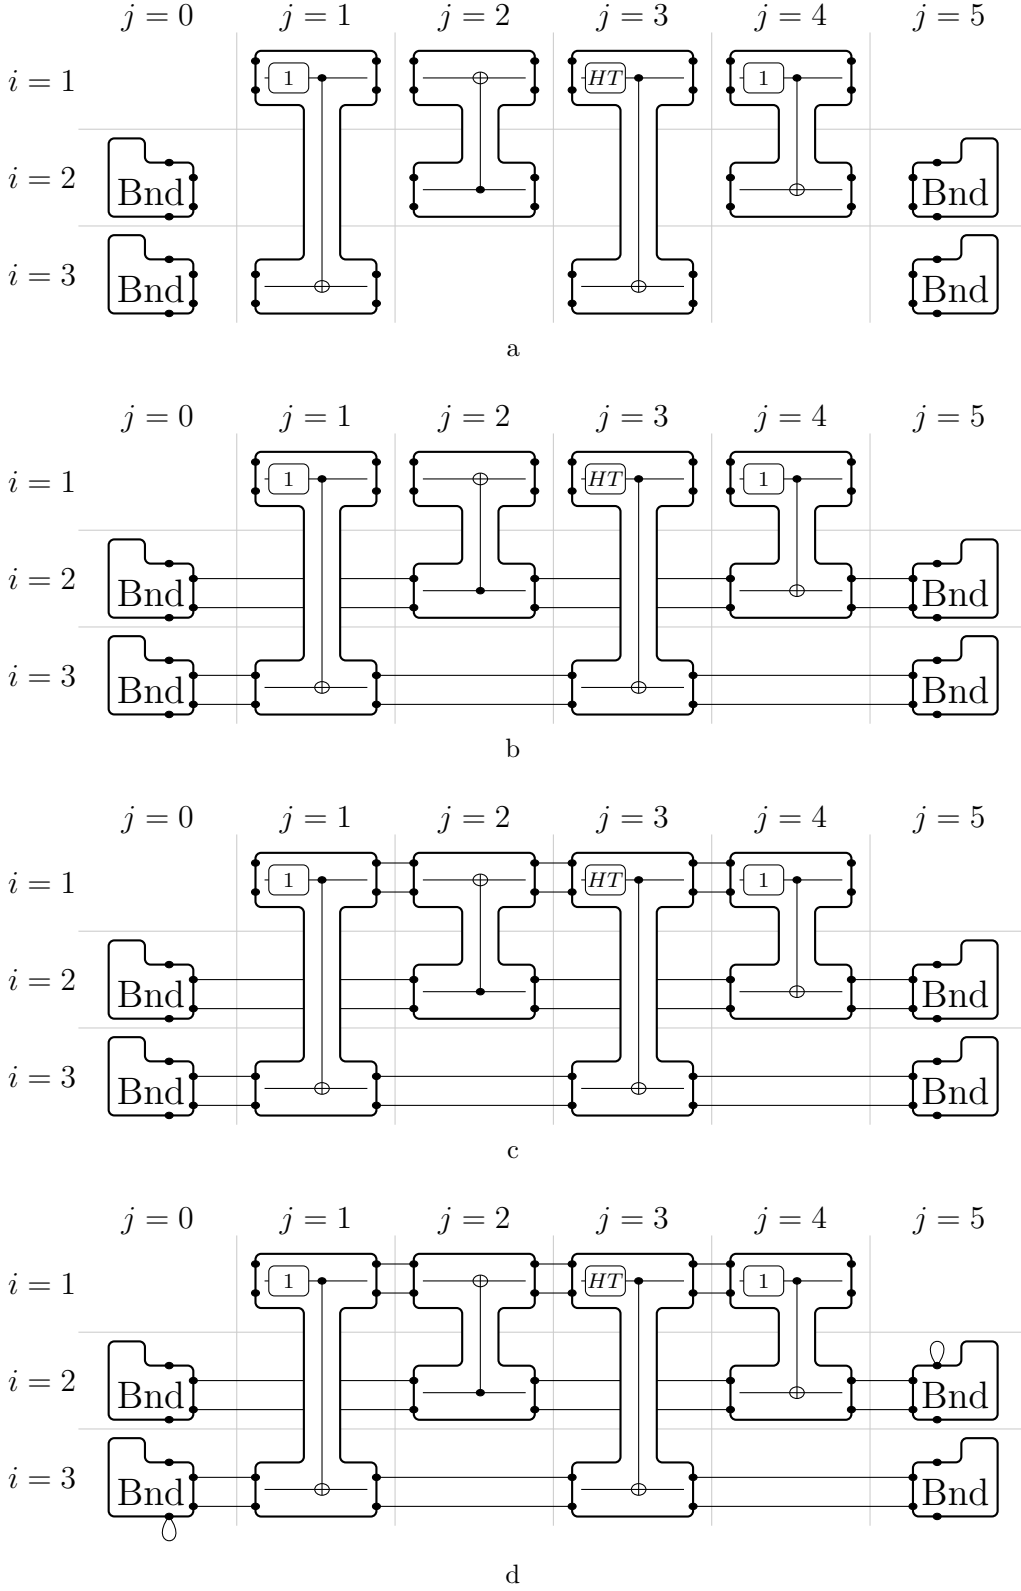 j = 0 j = 1 j = 2 j = 3 j = 4 j = 5
i = 1 1 HT 1
i = 2 Bnd Bnd
i = 3 Bnd Bnd
a
j = 0 j = 1 j = 2 j = 3 j = 4 j = 5
i = 1 1 HT 1
i = 2 Bnd Bnd
i = 3 Bnd Bnd
b
j = 0 j = 1 j = 2 j = 3 j = 4 j = 5
i = 1 1 HT 1
i = 2 Bnd Bnd
i = 3 Bnd Bnd
c
j = 0 j = 1 j = 2 j = 3 j = 4 j = 5
i = 1 1 HT 1
i = 2 Bnd Bnd
i = 3 Bnd Bnd
d